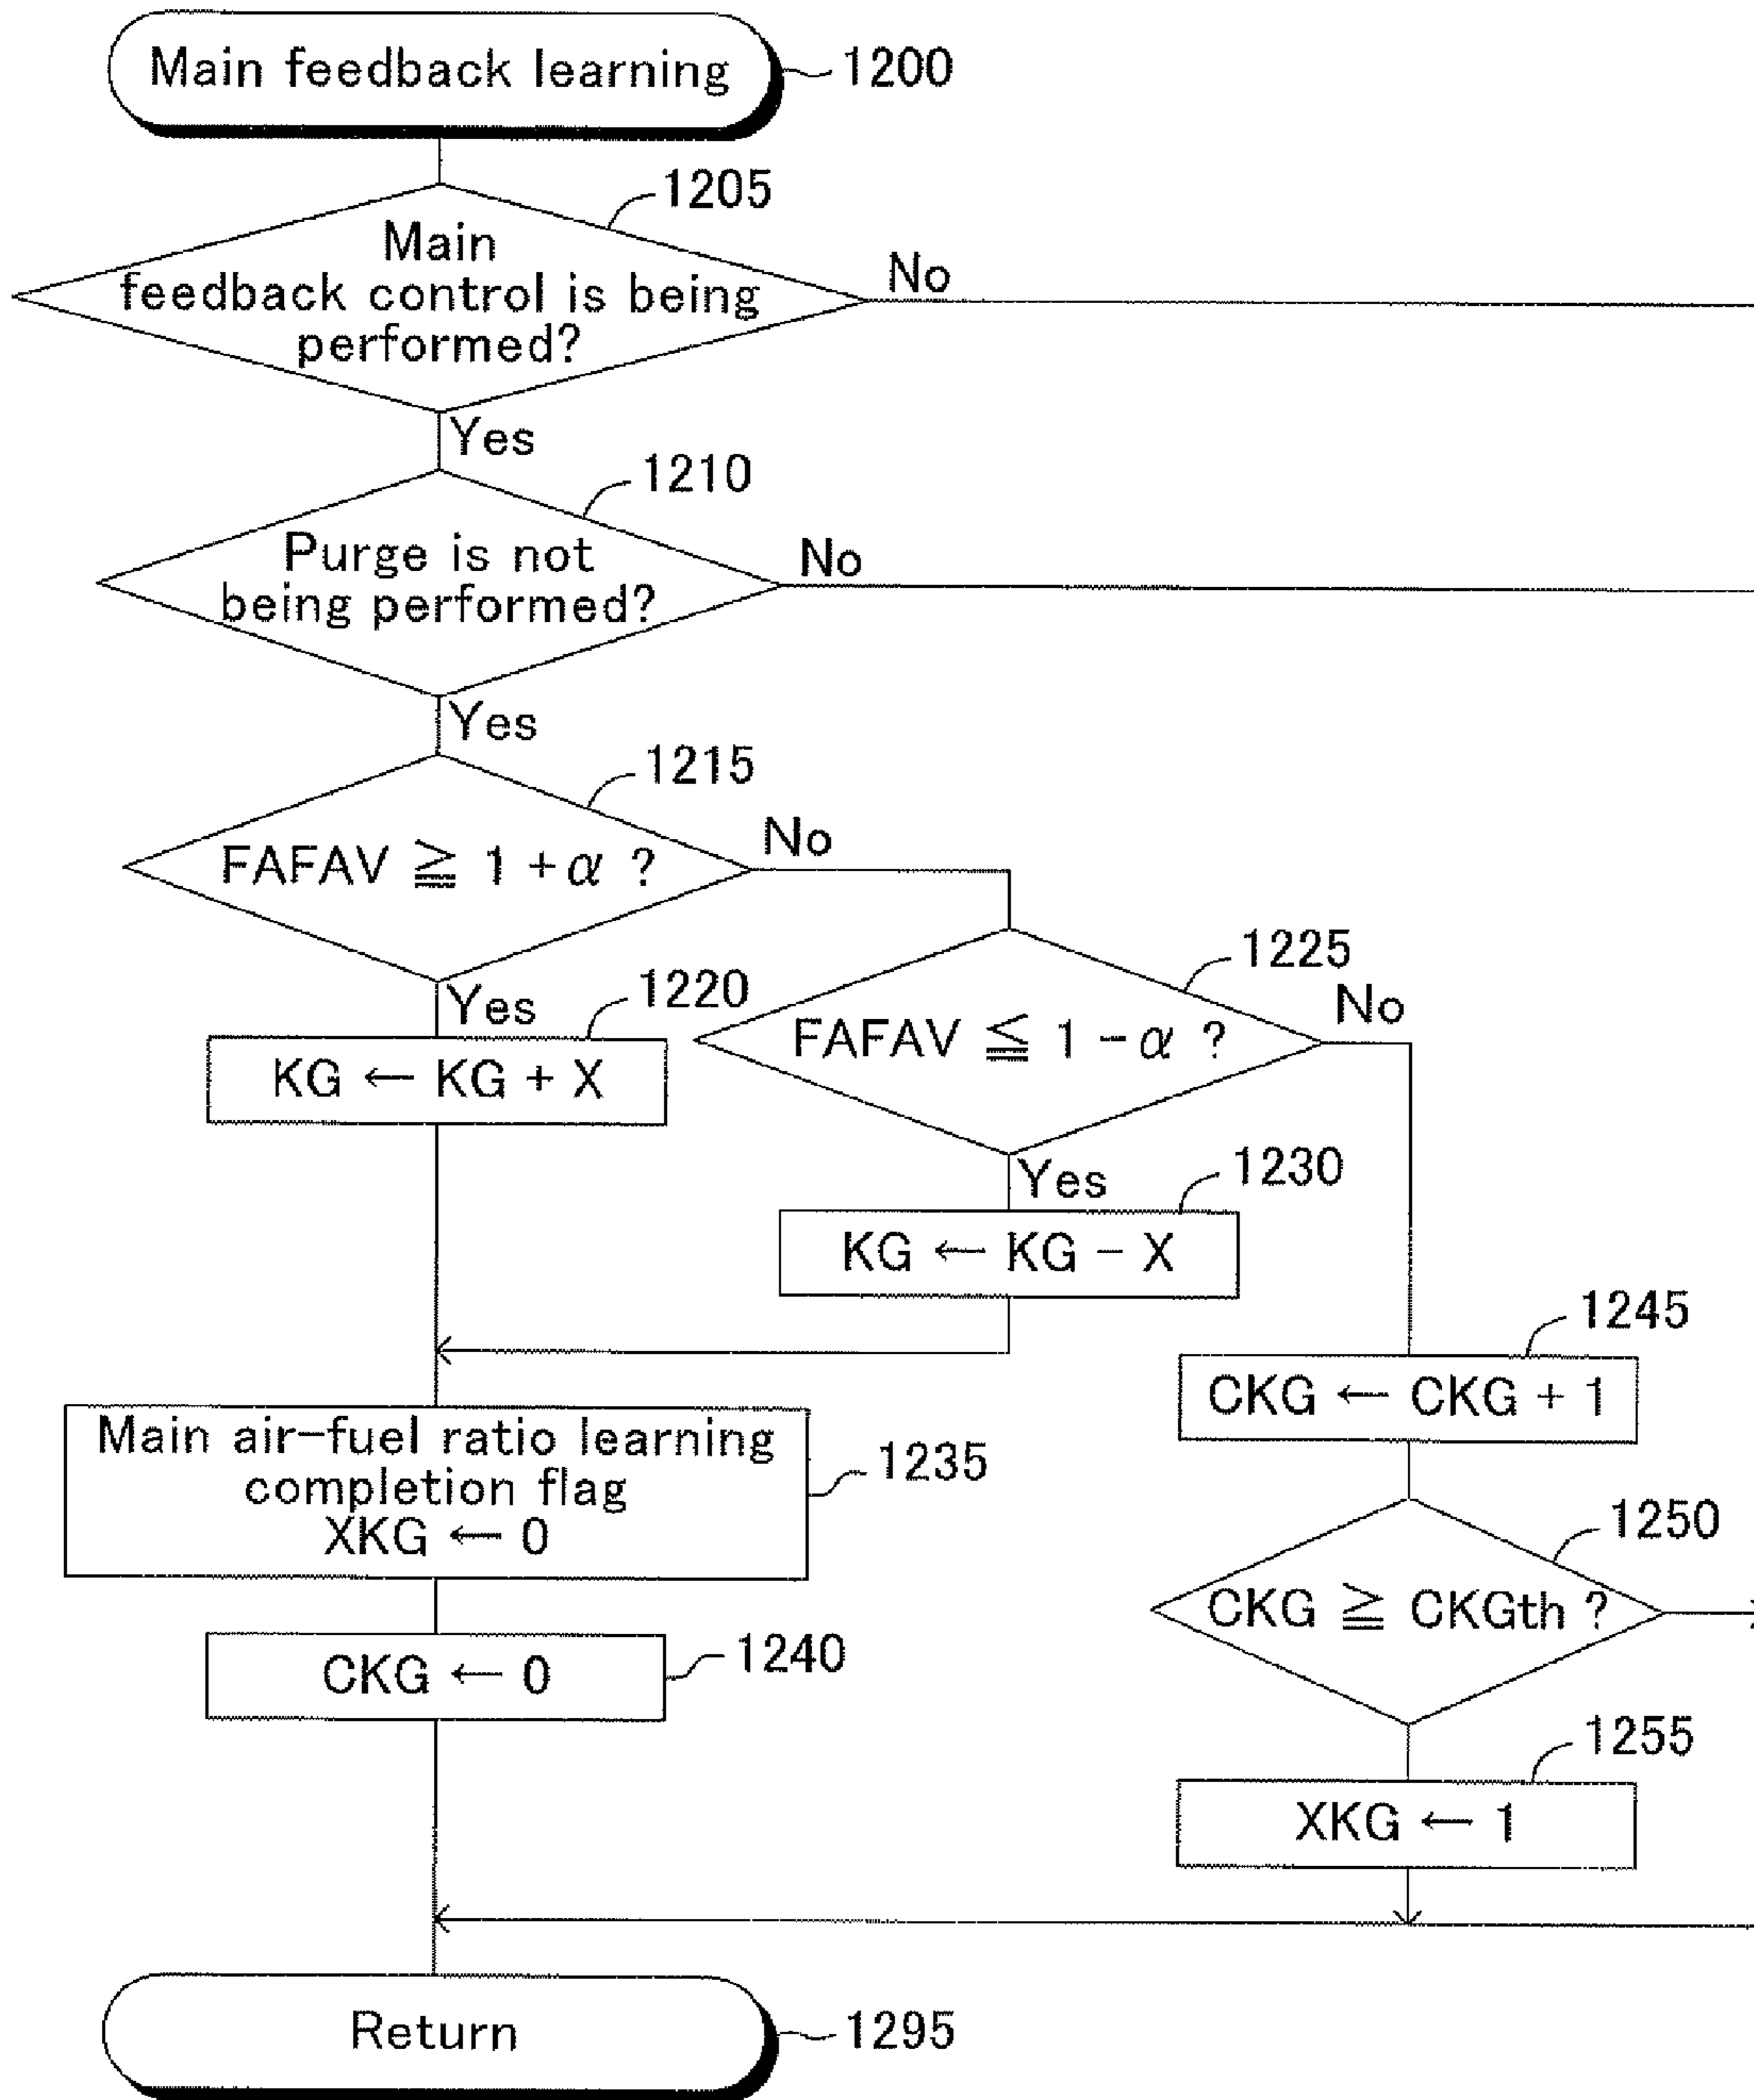 Main feedback learning
1200
1205
Main
feedback control is being
performed?
No
Yes
1210
Purge is not
being performed?
No
Yes
1215
FAFAV ≧ 1 + α ?
No
Yes
1220
KG ← KG + X
1225
FAFAV ≦ 1 - α ?
No
Yes
1230
KG ← KG - X
1235
Main air-fuel ratio learning
completion flag
XKG ← 0
1240
CKG ← 0
1245
CKG ← CKG + 1
1250
CKG ≧ CKGth ?
1255
XKG ← 1
Return
1295